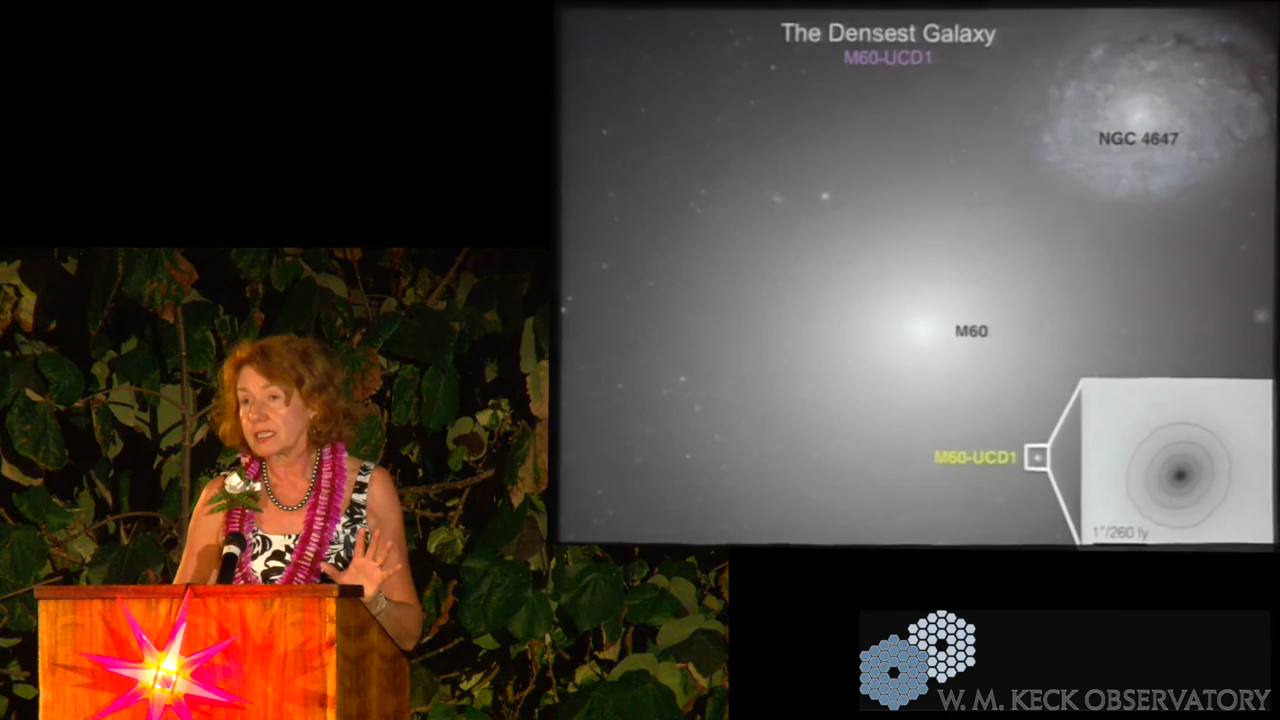 The Densest Galaxy
M60-UCD1
NGC 4647
M60
M60-UCD1
1"/260 ly
W. M. KECK OBSERVATORY